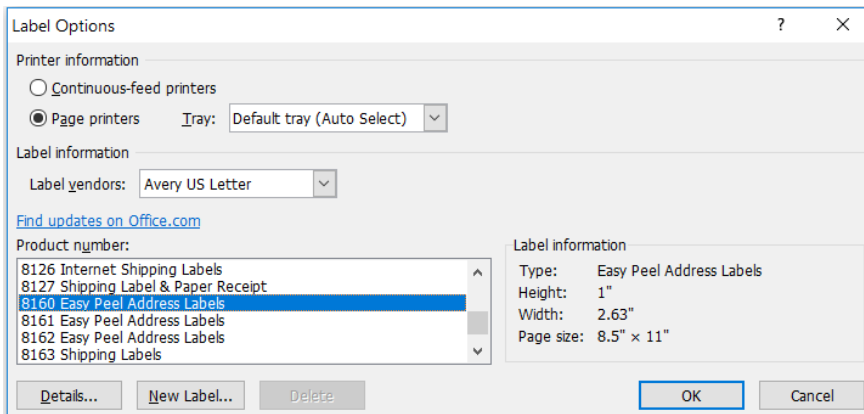 Label Options
Printer information
Continuous-feed printers
Page printers Tray: Default tray (Auto Select)
Label information
Label vendors: Avery US Letter
Find updates on Office.com
Product number:
8126 Internet Shipping Labels
8127 Shipping Label & Paper Receipt
8160 Easy Peel Address Labels
8161 Easy Peel Address Labels
8162 Easy Peel Address Labels
8163 Shipping Labels
Label information
Type: Easy Peel Address Labels
Height: 1"
Width: 2.63"
Page size: 8.5" × 11"
Details... New Label... Delete OK Cancel